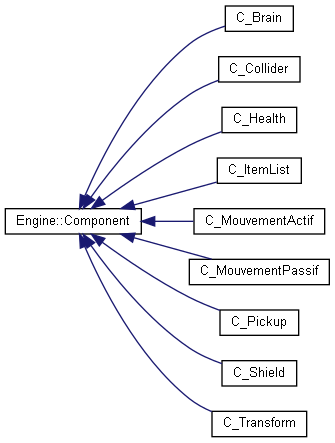 C_Brain
C_Collider
C_Health
C_ItemList
Engine::Component
C_MouvementActif
C_MouvementPassif
C_Pickup
C_Shield
C_Transform